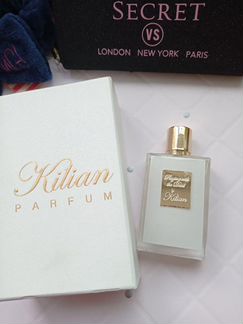 SECRET
VS
LONDON NEW YORK PARIS
Kilian
PARFUM
Kilian